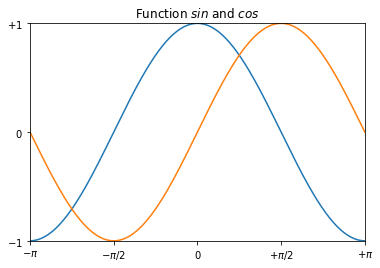 Function sin and cos
+1
0
−1
−π
−π/2
0
+π/2
+π